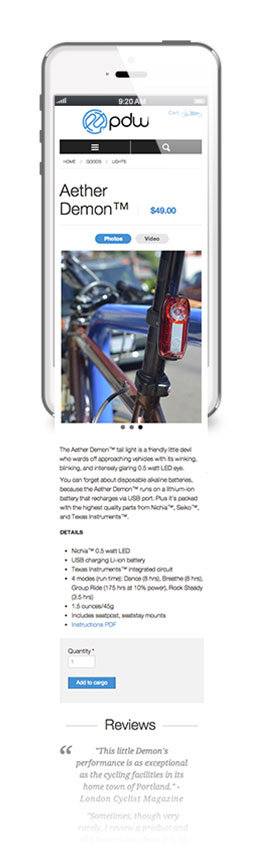 9:20 AM
pdw
Cart
HOME / GOODS / LIGHTS
Aether
Demon™
$49.00
Photos
Video
The Aether Demon™ tail light is a friendly little devil
who wards off approaching vehicles with its winking,
blinking, and intensely glaring 0.5 watt LED eye.
You can forget about disposable alkaline batteries,
because the Aether Demon™ runs on a lithium-ion
battery that recharges via USB port. Plus it's packed
with the highest quality parts from Nichia™, Seiko™,
and Texas Instruments™.
DETAILS
• Nichia™ 0.5 watt LED
• USB charging Li-ion battery
• Texas Instruments™ integrated circuit
• 4 modes (run time): Dance (8 hrs), Breathe (8 hrs),
Group Ride (175 hrs at 10% power), Rock Steady
(3.5 hrs)
• 1.5 ounces/45g
• Includes seatpost, seatstay mounts
• Instructions PDF
Quantity *
1
Add to cargo
Reviews
“ "This little Demon's
performance is as exceptional
as the cycling facilities in its
home town of Portland." -
London Cyclist Magazine
"Sometimes, though very
rarely, I review a product and